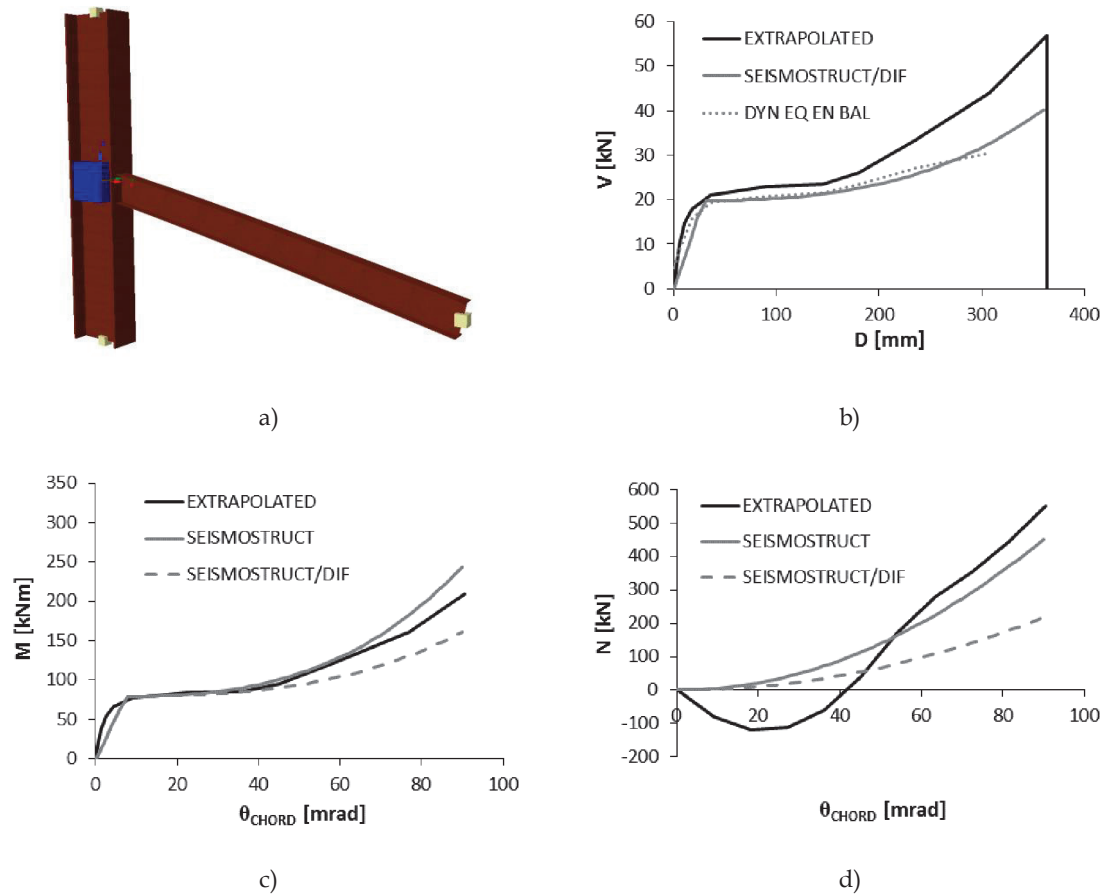 60
50
40
30
20
10
0
V [kN]
EXTRAPOLATED
SEISMOSTRUCT/DIF
DYN EQ EN BAL
0 100 200 300 400
D [mm]
a)
b)
350
300
250
200
150
100
50
0
M [kNm]
EXTRAPOLATED
SEISMOSTRUCT
SEISMOSTRUCT/DIF
0 20 40 60 80 100
θCHORD [mrad]
600
500
400
300
200
100
0
-100
-200
N [kN]
EXTRAPOLATED
SEISMOSTRUCT
SEISMOSTRUCT/DIF
0 20 40 60 80 100
θCHORD [mrad]
c)
d)